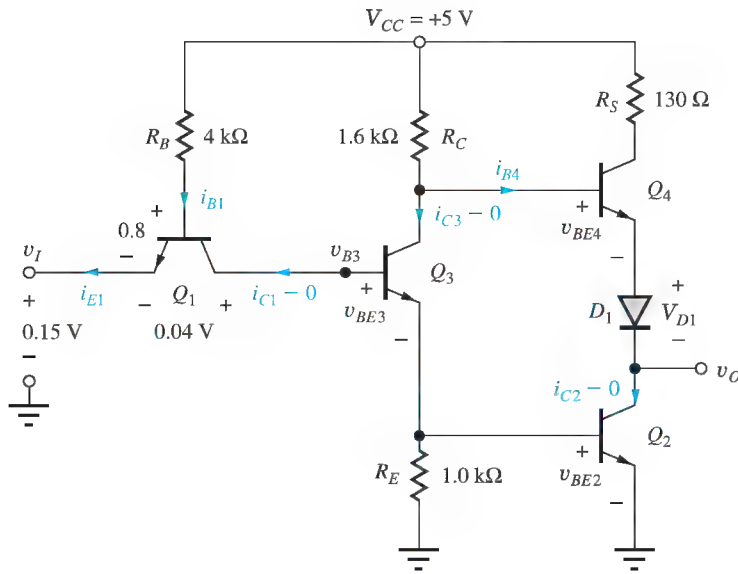 V_CC = +5 V
R_S 130 Ω
R_B 4 kΩ
1.6 kΩ R_C
i_B1
i_B4
Q_4
i_C3 – 0
v_BE4
+
–
0.8 +
–
v_I
v_B3
Q_3
i_E1
– Q_1 +
i_C1 – 0
+
v_BE3
–
D_1 V_D1
+
–
+
0.15 V
–
0.04 V
v_O
i_C2 – 0
Q_2
R_E 1.0 kΩ
+
v_BE2
–